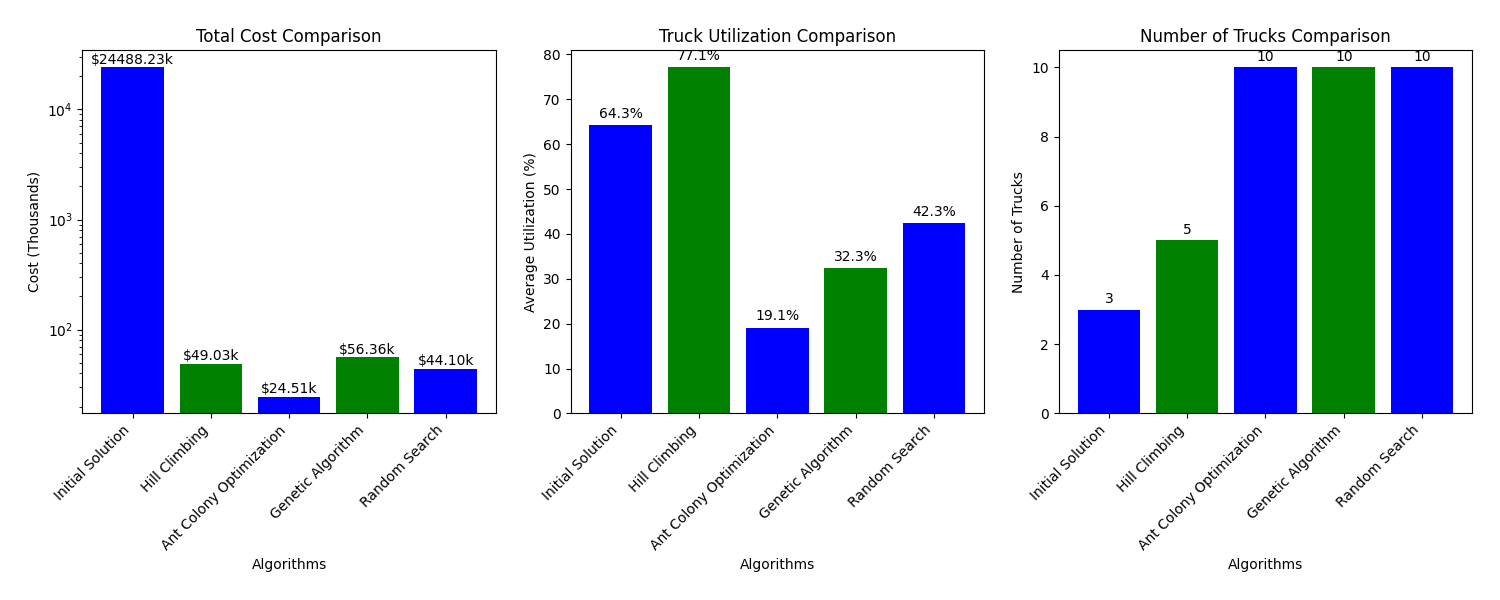 Total Cost Comparison
Cost (Thousands)
10^4
10^3
10^2
$24488.23k
$49.03k
$24.51k
$56.36k
$44.10k
Initial Solution
Hill Climbing
Ant Colony Optimization
Genetic Algorithm
Random Search
Algorithms
Truck Utilization Comparison
Average Utilization (%)
80
70
60
50
40
30
20
10
0
64.3%
77.1%
19.1%
32.3%
42.3%
Initial Solution
Hill Climbing
Ant Colony Optimization
Genetic Algorithm
Random Search
Algorithms
Number of Trucks Comparison
Number of Trucks
10
8
6
4
2
0
3
5
10
10
10
Initial Solution
Hill Climbing
Ant Colony Optimization
Genetic Algorithm
Random Search
Algorithms